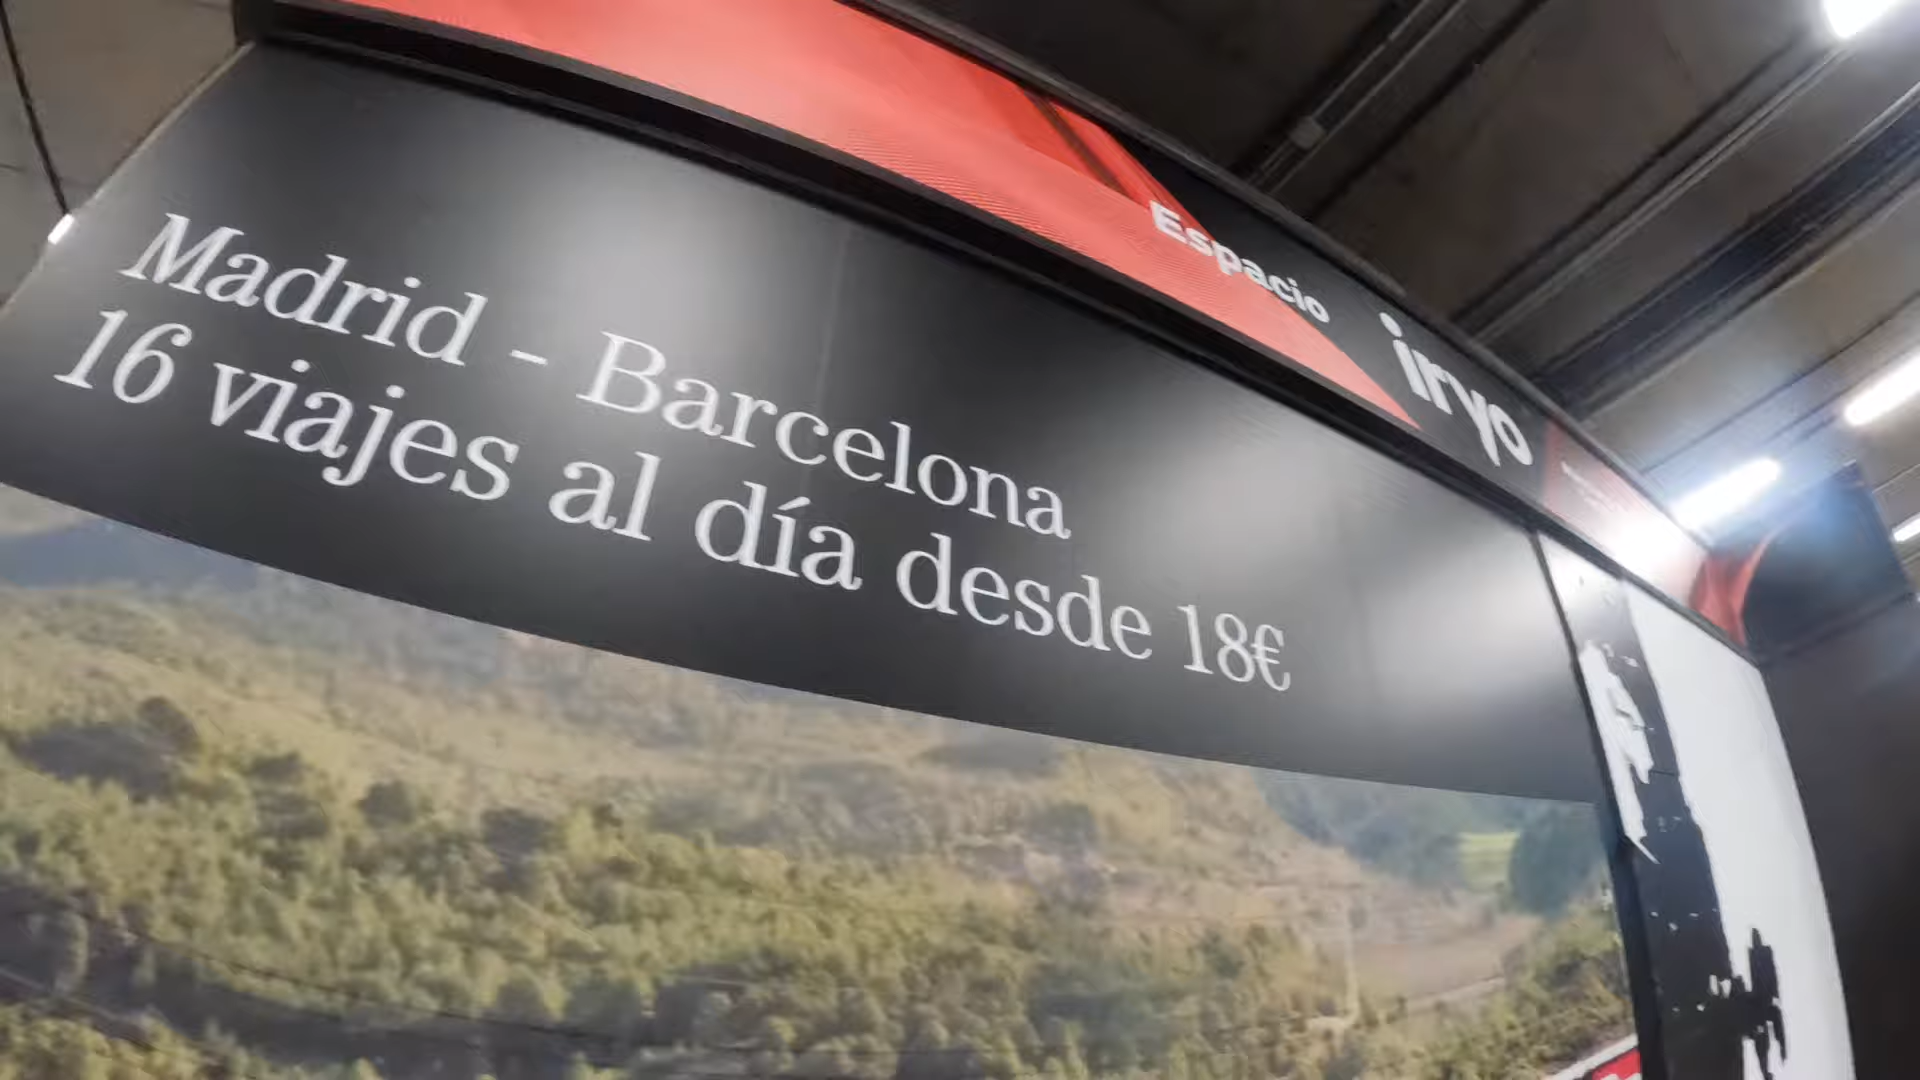 Espacio iryo
Madrid - Barcelona
16 viajes al día desde 18€